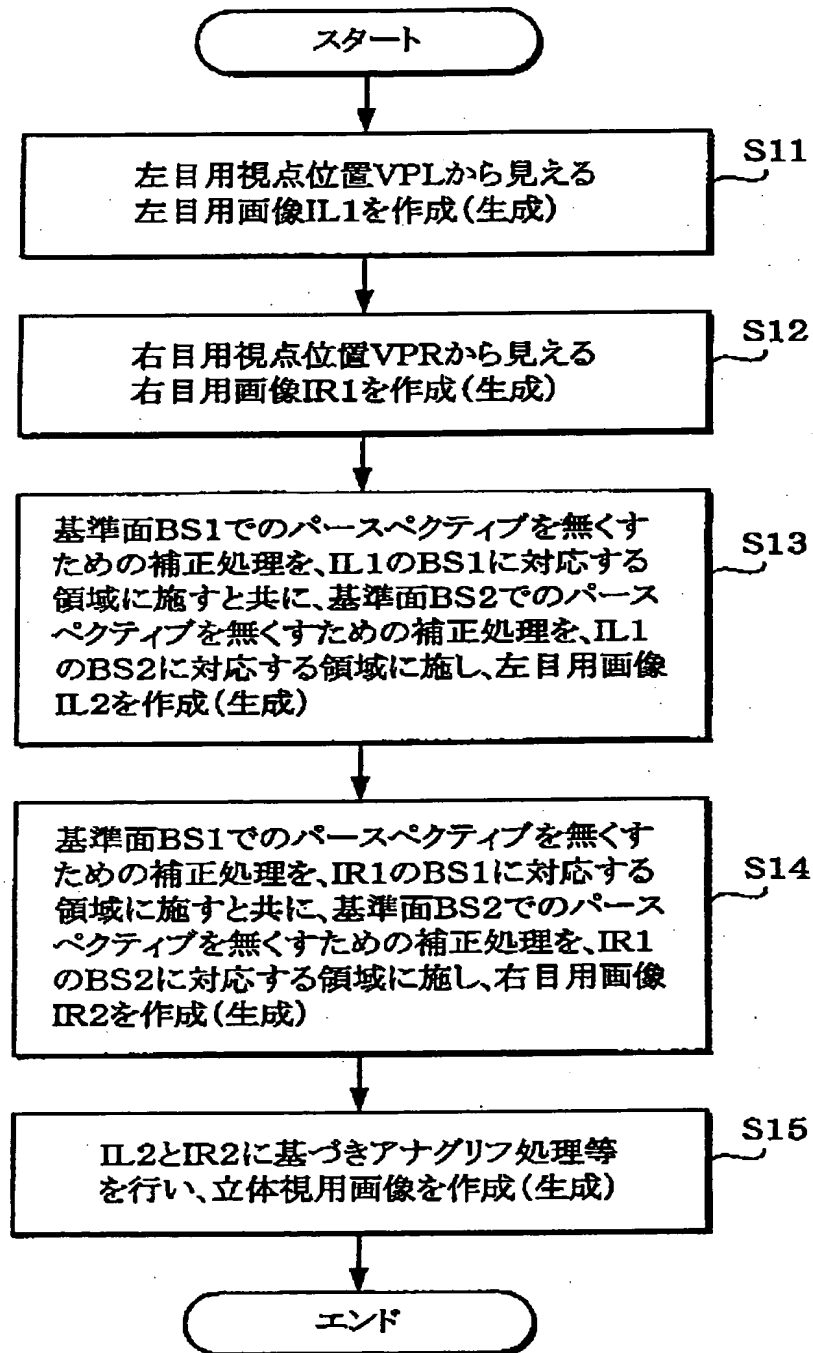 スタート
S11
左目用視点位置VPLから見える
左目用画像IL1を作成(生成)
S12
右目用視点位置VPRから見える
右目用画像IR1を作成(生成)
S13
基準面BS1でのパースペクティブを無くす
ための補正処理を、IL1のBS1に対応する
領域に施すと共に、基準面BS2でのパース
ペクティブを無くすための補正処理を、IL1
のBS2に対応する領域に施し、左目用画像
IL2を作成(生成)
S14
基準面BS1でのパースペクティブを無くす
ための補正処理を、IR1のBS1に対応する
領域に施すと共に、基準面BS2でのパース
ペクティブを無くすための補正処理を、IR1
のBS2に対応する領域に施し、右目用画像
IR2を作成(生成)
S15
IL2とIR2に基づきアナグリフ処理等
を行い、立体視用画像を作成(生成)
エンド